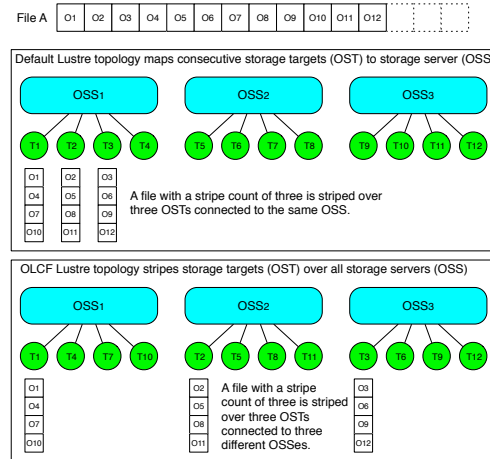 File A O1 O2 O3 O4 O5 O6 O7 O8 O9 O10 O11 O12
Default Lustre topology maps consecutive storage targets (OST) to storage server (OSS
OSS1 OSS2 OSS3
T1 T2 T3 T4 T5 T6 T7 T8 T9 T10 T11 T12
O1 O2 O3
O4 O5 O6
O7 O8 O9
O10 O11 O12
A file with a stripe count of three is striped over
three OSTs connected to the same OSS.
OLCF Lustre topology stripes storage targets (OST) over all storage servers (OSS)
OSS1 OSS2 OSS3
T1 T4 T7 T10 T2 T5 T8 T11 T3 T6 T9 T12
O1
O4
O7
O10
O2
O5
O8
O11
A file with a stripe
count of three is striped
over three OSTs
connected to three
different OSSes.
O3
O6
O9
O12